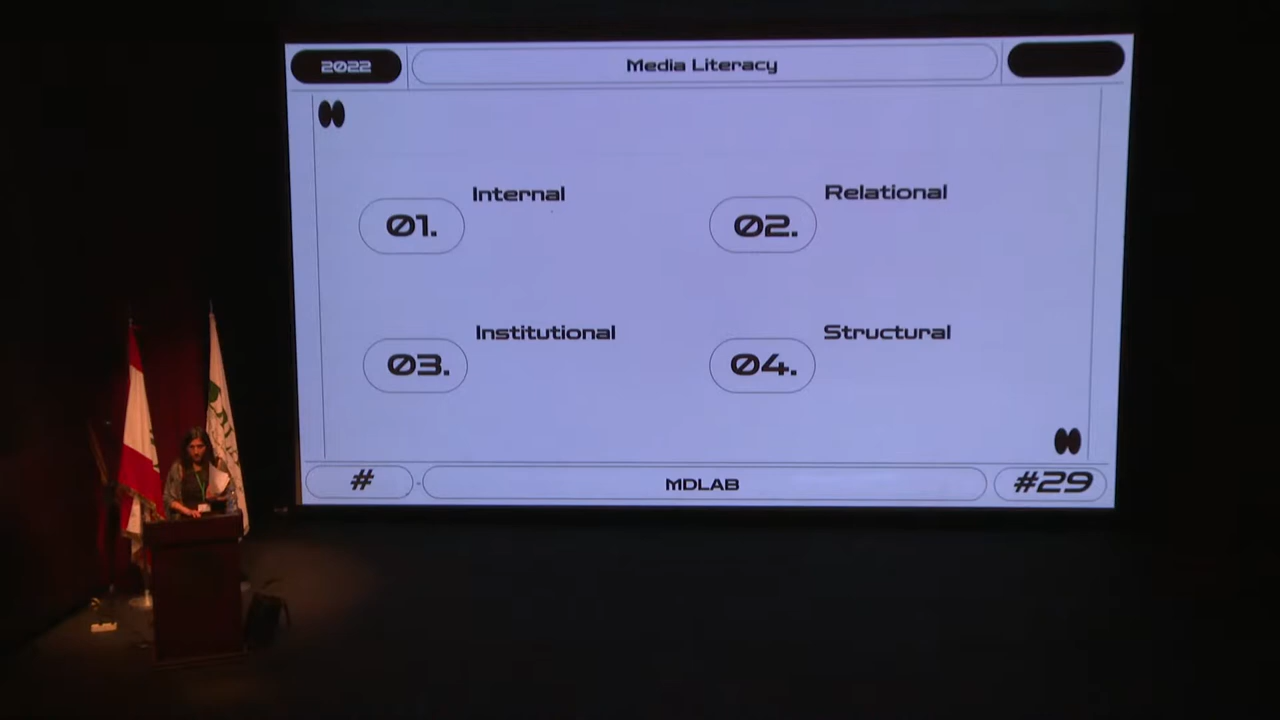 2022
Media Literacy
Internal
01.
Relational
02.
Institutional
03.
Structural
04.
#
MDLAB
#29